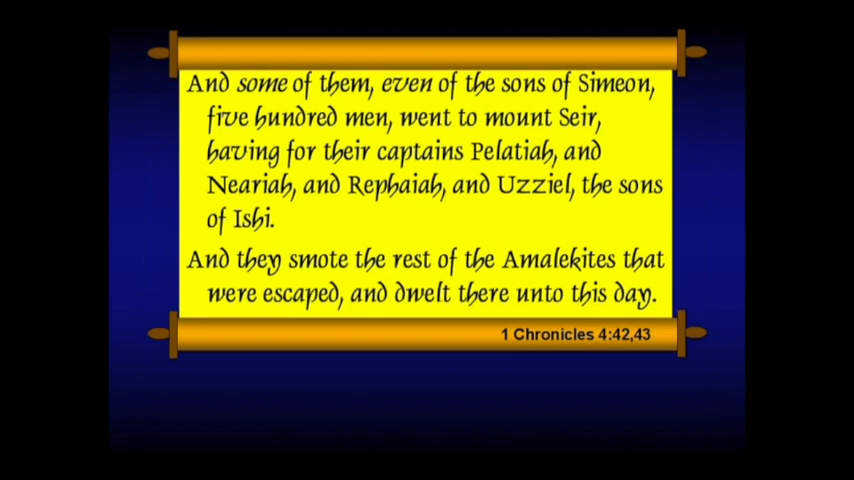 And some of them, even of the sons of Simeon,
five hundred men, went to mount Seir,
having for their captains Pelatiah, and
Neariah, and Rephaiah, and Uzziel, the sons
of Ishi.
And they smote the rest of the Amalekites that
were escaped, and dwelt there unto this day.
1 Chronicles 4:42,43